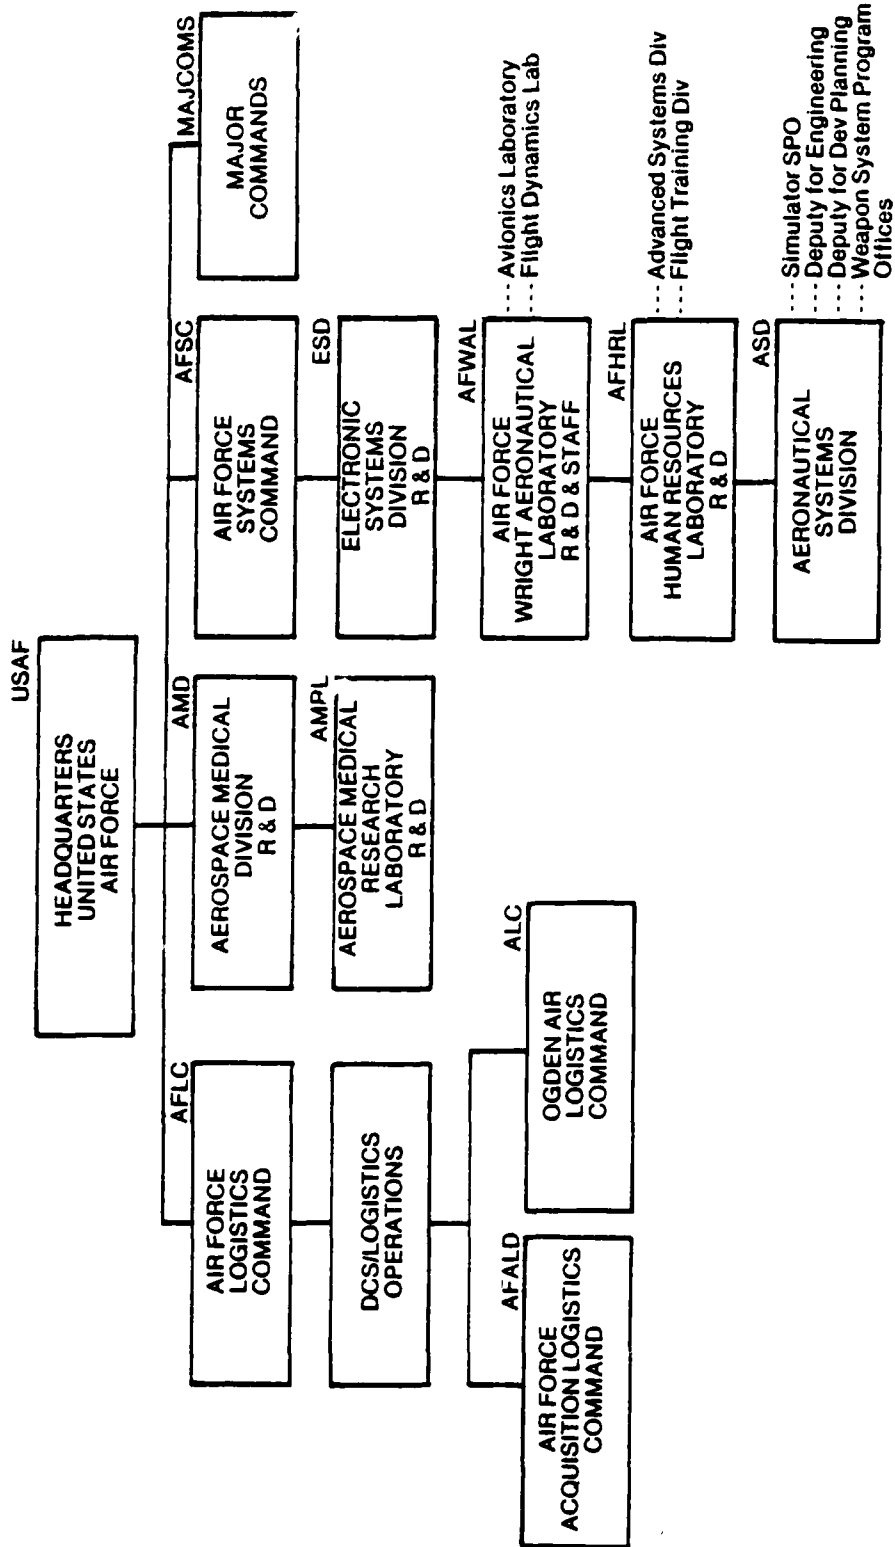 USAF
HEADQUARTERS
UNITED STATES
AIR FORCE
AFLC
AIR FORCE
LOGISTICS
COMMAND
AMD
AEROSPACE MEDICAL
DIVISION
R & D
AFSC
AIR FORCE
SYSTEMS
COMMAND
MAJCOMS
MAJOR
COMMANDS
DCS/LOGISTICS
OPERATIONS
AMRL
AEROSPACE MEDICAL
RESEARCH
LABORATORY
R & D
ESD
ELECTRONIC
SYSTEMS
DIVISION
R & D
AFALD
AIR FORCE
ACQUISITION LOGISTICS
COMMAND
ALC
OGDEN AIR
LOGISTICS
COMMAND
AFWAL
AIR FORCE
WRIGHT AERONAUTICAL
LABORATORY
R & D & STAFF
Avionics Laboratory
Flight Dynamics Lab
AFHRL
AIR FORCE
HUMAN RESOURCES
LABORATORY
R & D
Advanced Systems Div
Flight Training Div
ASD
AERONAUTICAL
SYSTEMS
DIVISION
Simulator SPO
Deputy for Engineering
Deputy for Dev Planning
Weapon System Program
Offices